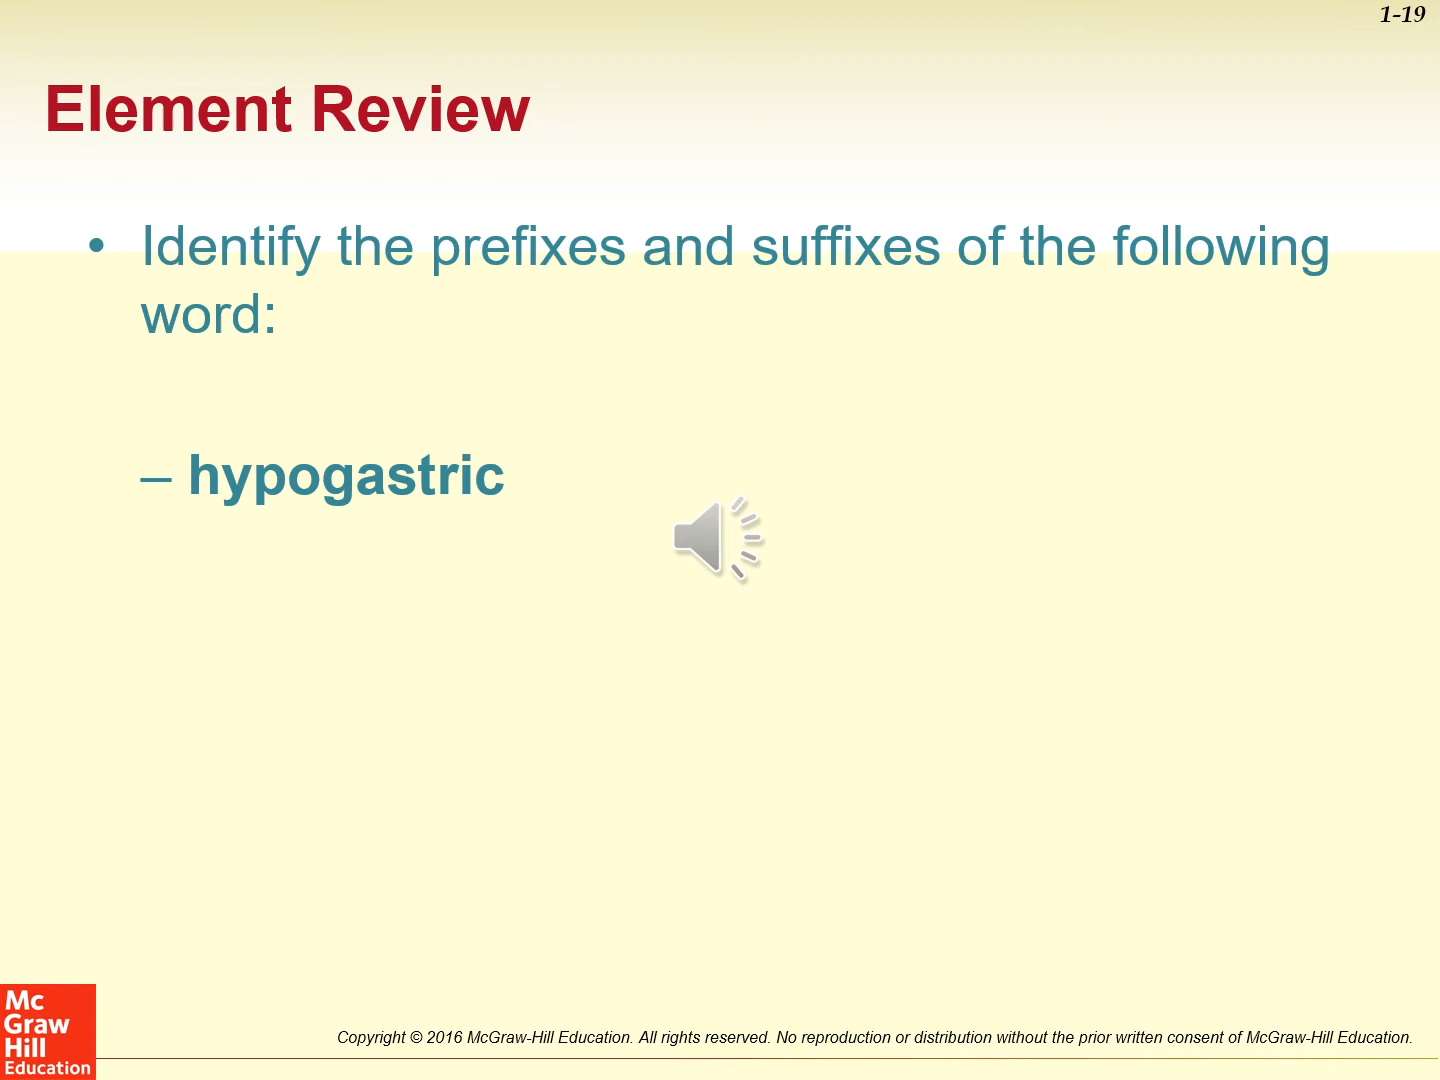 1-19
Element Review
• Identify the prefixes and suffixes of the following
word:
– hypogastric
Mc
Graw
Hill
Education
Copyright © 2016 McGraw-Hill Education. All rights reserved. No reproduction or distribution without the prior written consent of McGraw-Hill Education.